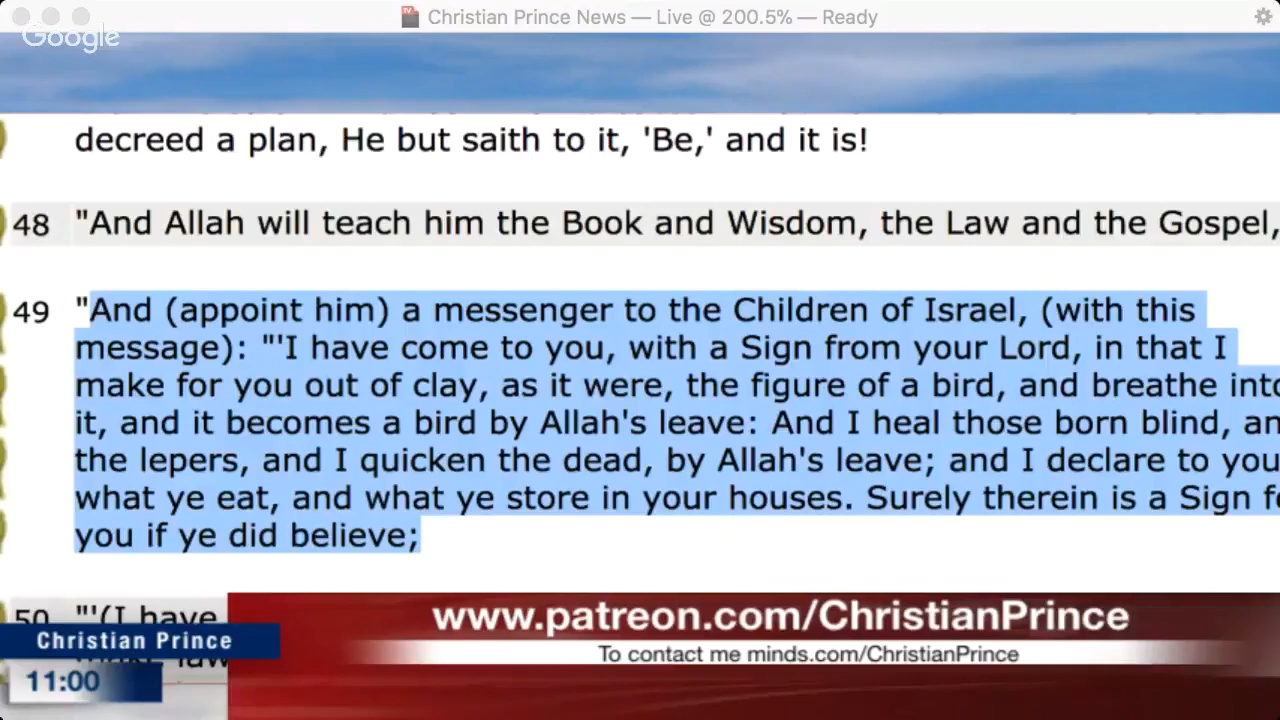 Christian Prince News — Live @ 200.5% — Ready
Google
decreed a plan, He but saith to it, 'Be,' and it is!
48 "And Allah will teach him the Book and Wisdom, the Law and the Gospel,
49 "And (appoint him) a messenger to the Children of Israel, (with this
message): "'I have come to you, with a Sign from your Lord, in that I
make for you out of clay, as it were, the figure of a bird, and breathe into
it, and it becomes a bird by Allah's leave: And I heal those born blind, an
the lepers, and I quicken the dead, by Allah's leave; and I declare to you
what ye eat, and what ye store in your houses. Surely therein is a Sign f
you if ye did believe;
50 "'(I have
www.patreon.com/ChristianPrince
Christian Prince
To contact me minds.com/ChristianPrince
11:00